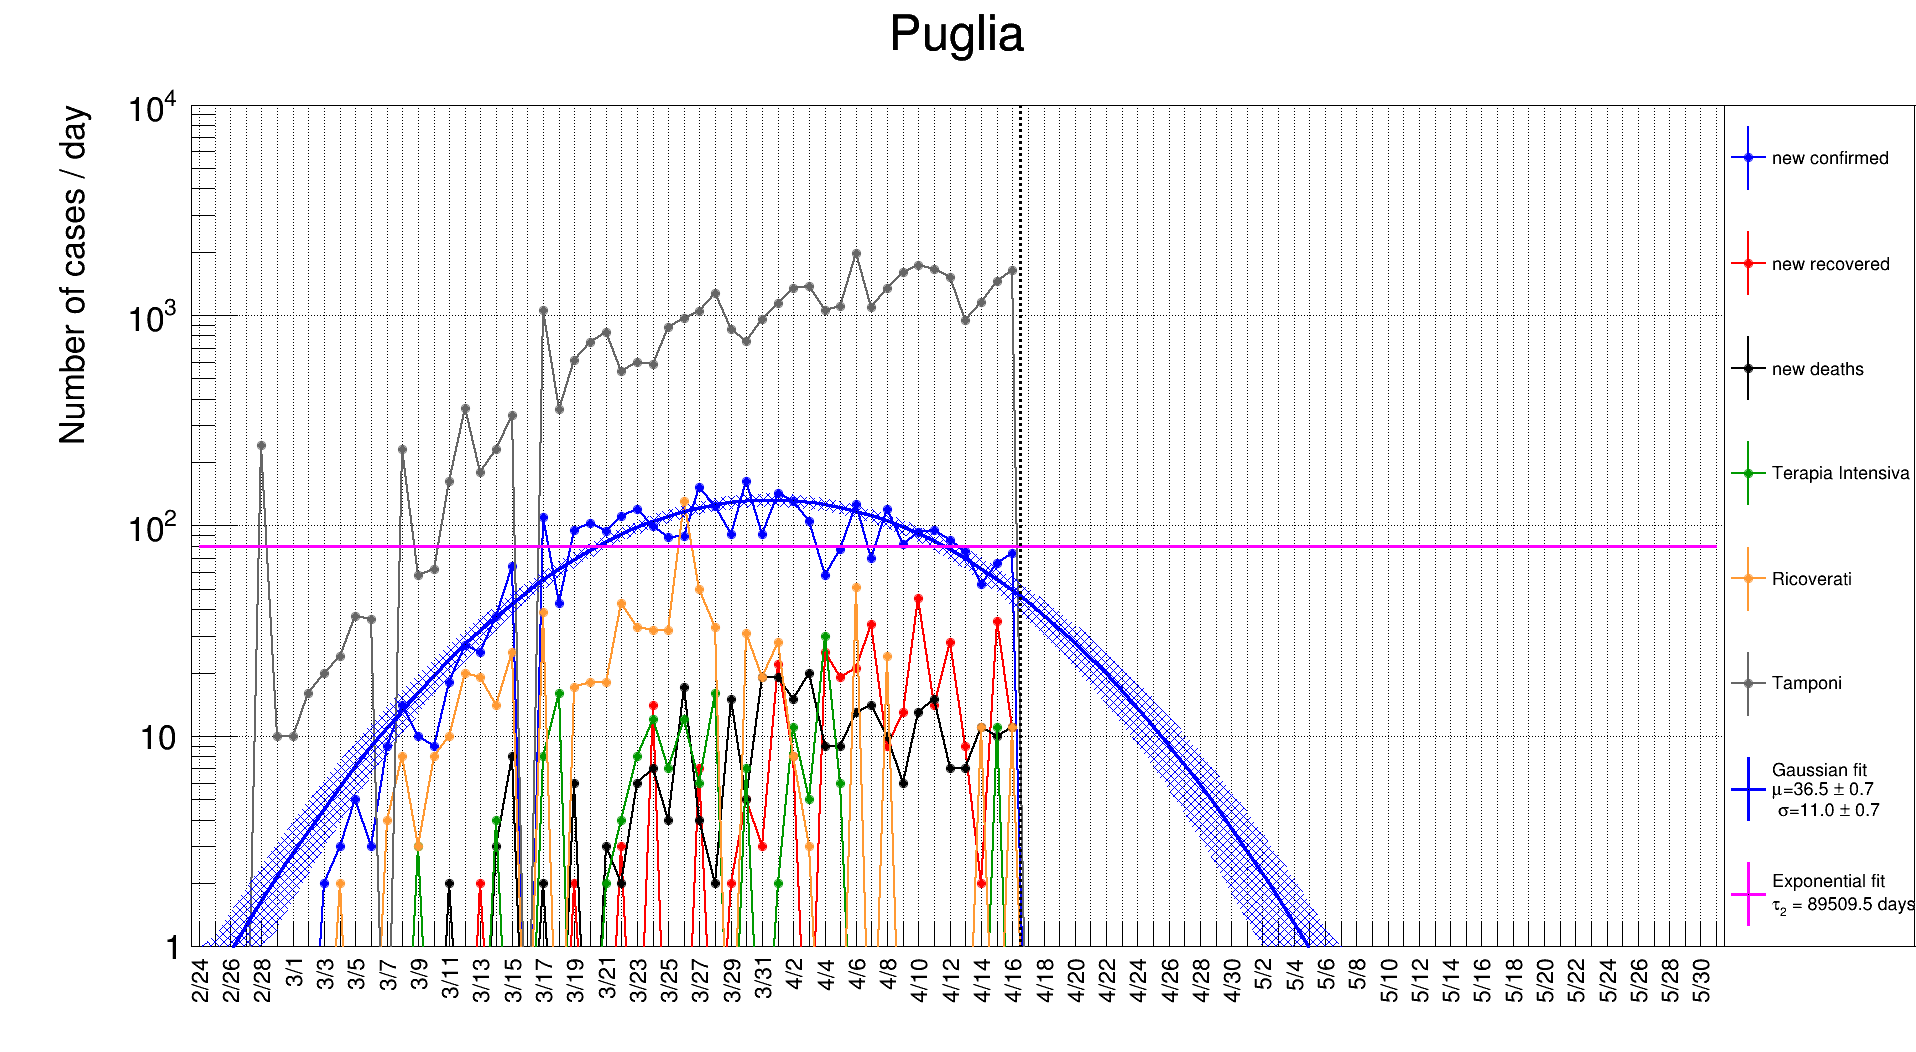 Puglia
Number of cases / day
10^4
10^3
10^2
10
1
2/24 2/26 2/28 3/1 3/3 3/5 3/7 3/9 3/11 3/13 3/15 3/17 3/19 3/21 3/23 3/25 3/27 3/29 3/31 4/2 4/4 4/6 4/8 4/10 4/12 4/14 4/16 4/18 4/20 4/22 4/24 4/26 4/28 4/30 5/2 5/4 5/6 5/8 5/10 5/12 5/14 5/16 5/18 5/20 5/22 5/24 5/26 5/28 5/30
new confirmed
new recovered
new deaths
Terapia Intensiva
Ricoverati
Tamponi
Gaussian fit
μ=36.5 ± 0.7
σ=11.0 ± 0.7
Exponential fit
τ₂ = 89509.5 days